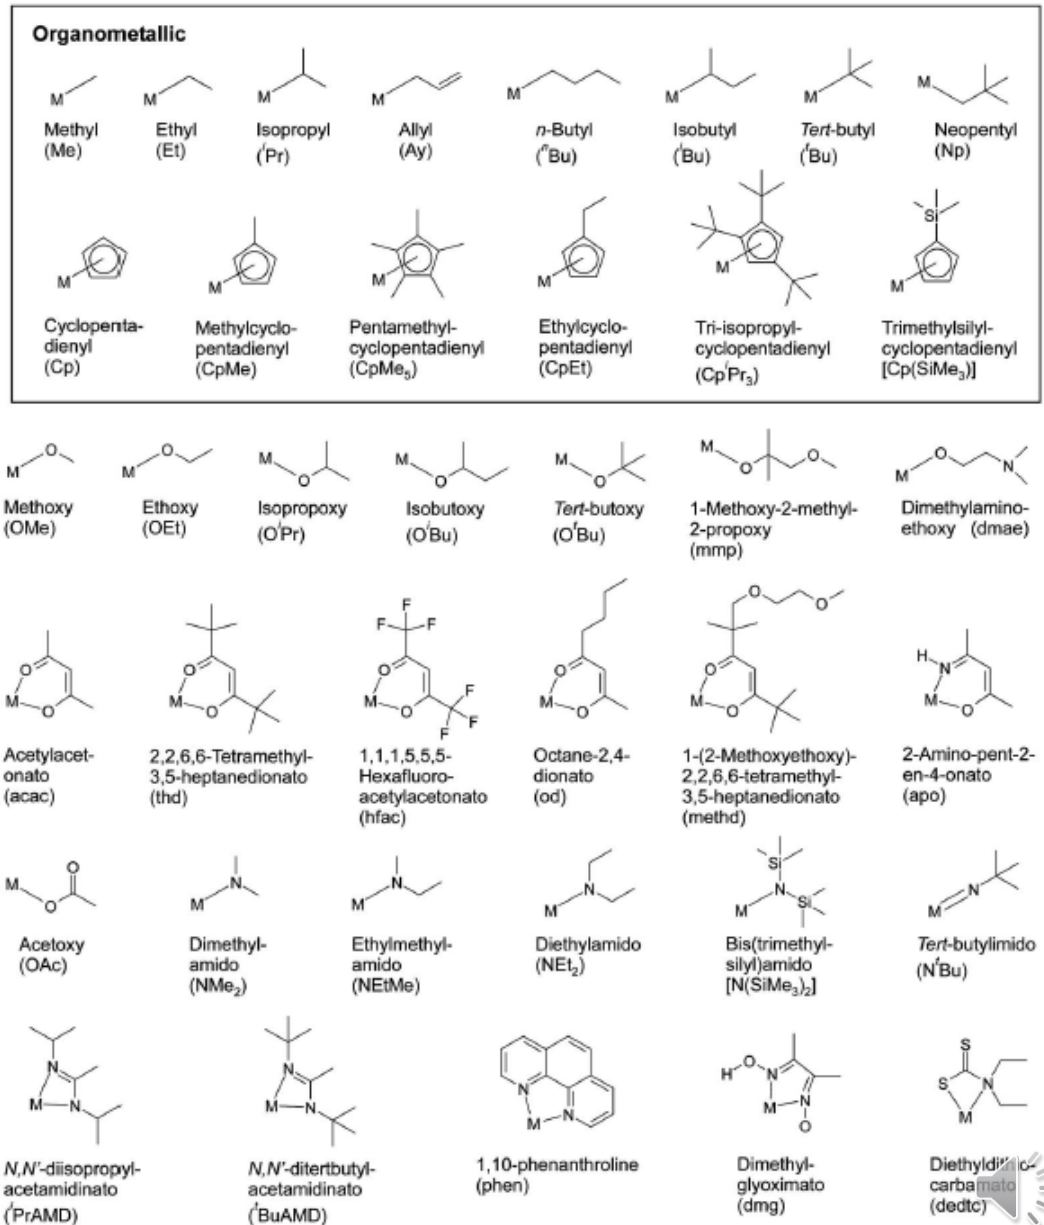 Organometallic
M M M M M M M M
Methyl Ethyl Isopropyl Allyl n-Butyl Isobutyl Tert-butyl Neopentyl
(Me) (Et) (ⁱPr) (Ay) (ⁿBu) (ⁱBu) (ᵗBu) (Np)
Si
M M M M M M
Cyclopenta- Methylcyclo- Pentamethyl- Ethylcyclo- Tri-isopropyl- Trimethylsilyl-
dienyl pentadienyl cyclopentadienyl pentadienyl cyclopentadienyl cyclopentadienyl
(Cp) (CpMe) (CpMe₅) (CpEt) (CpⁱPr₃) [Cp(SiMe₃)]
M O M O M O M O M O M O O M O N
Methoxy Ethoxy Isopropoxy Isobutoxy Tert-butoxy 1-Methoxy-2-methyl- Dimethylamino-
(OMe) (OEt) (OⁱPr) (OⁱBu) (OᵗBu) 2-propoxy ethoxy (dmae)
(mmp)
O O
F F F
O O O O O H N
M O M O M O M O M O M O
F F F
Acetylacet- 2,2,6,6-Tetramethyl- 1,1,1,5,5,5- Octane-2,4- 1-(2-Methoxyethoxy)- 2-Amino-pent-2-
onato 3,5-heptanedionato Hexafluoro- dionato 2,2,6,6-tetramethyl- en-4-onato
(acac) (thd) acetylacetonato (od) 3,5-heptanedionato (apo)
(hfac) (methd)
M O O M N M N M N M N Si Si M N
Acetoxy Dimethyl- Ethylmethyl- Diethylamido Bis(trimethyl- Tert-butylimido
(OAc) amido amido (NEt₂) silyl)amido (NᵗBu)
(NMe₂) (NEtMe) [N(SiMe₃)₂]
N M N N M N N M N H O N M N O S S N M
N,N'-diisopropyl- N,N'-ditertbutyl- 1,10-phenanthroline Dimethyl-
acetamidinato acetamidinato (phen) glyoximato
(ⁱPrAMD) (ᵗBuAMD) (dmg) (dedtc)